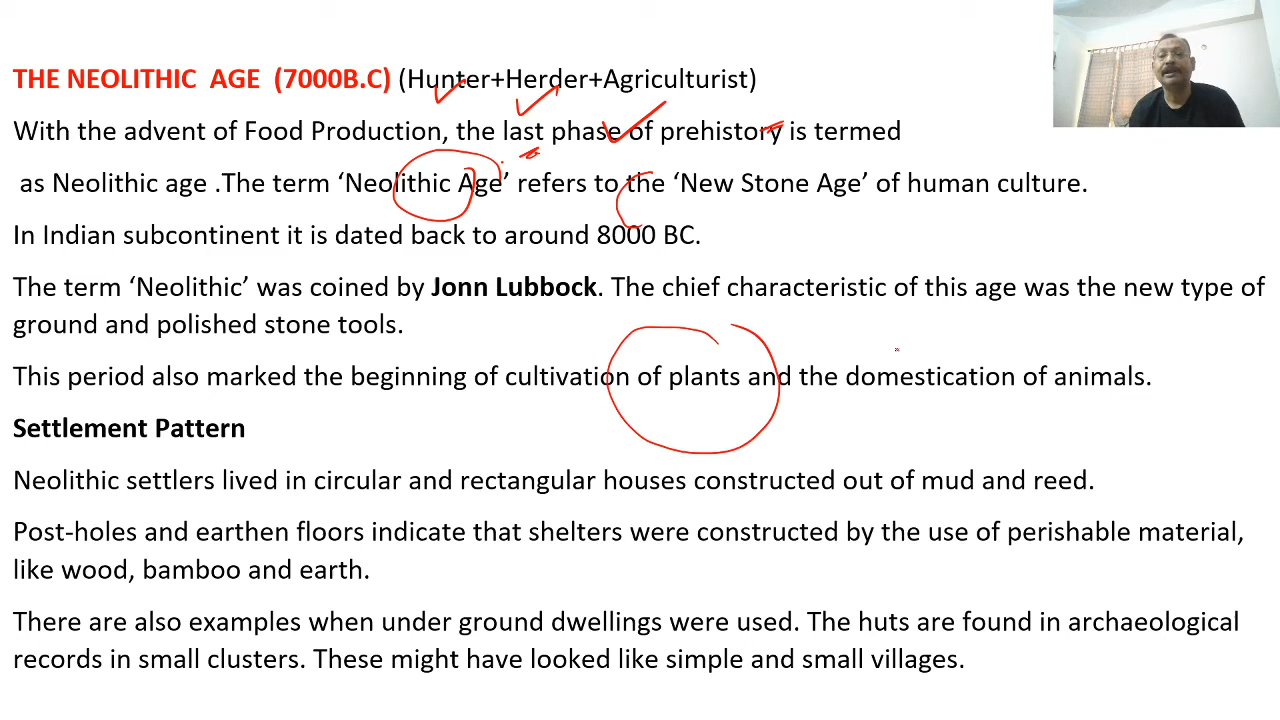 THE NEOLITHIC AGE (7000B.C) (Hunter+Herder+Agriculturist)
With the advent of Food Production, the last phase of prehistory is termed
as Neolithic age .The term ‘Neolithic Age’ refers to the ‘New Stone Age’ of human culture.
In Indian subcontinent it is dated back to around 8000 BC.
The term ‘Neolithic’ was coined by Jonn Lubbock. The chief characteristic of this age was the new type of
ground and polished stone tools.
This period also marked the beginning of cultivation of plants and the domestication of animals.
Settlement Pattern
Neolithic settlers lived in circular and rectangular houses constructed out of mud and reed.
Post-holes and earthen floors indicate that shelters were constructed by the use of perishable material,
like wood, bamboo and earth.
There are also examples when under ground dwellings were used. The huts are found in archaeological
records in small clusters. These might have looked like simple and small villages.